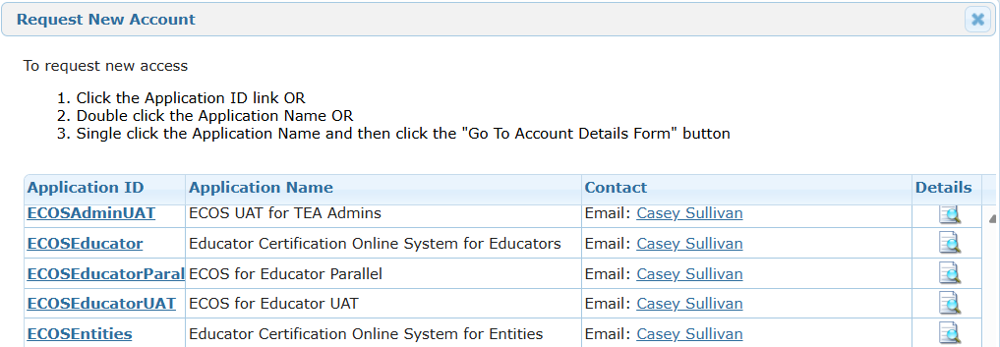 Request New Account
To request new access
1. Click the Application ID link OR
2. Double click the Application Name OR
3. Single click the Application Name and then click the "Go To Account Details Form" button
Application ID Application Name Contact Details
ECOSAdminUAT ECOS UAT for TEA Admins Email: Casey Sullivan
ECOSEducator Educator Certification Online System for Educators Email: Casey Sullivan
ECOSEducatorParal ECOS for Educator Parallel Email: Casey Sullivan
ECOSEducatorUAT ECOS for Educator UAT Email: Casey Sullivan
ECOSEntities Educator Certification Online System for Entities Email: Casey Sullivan